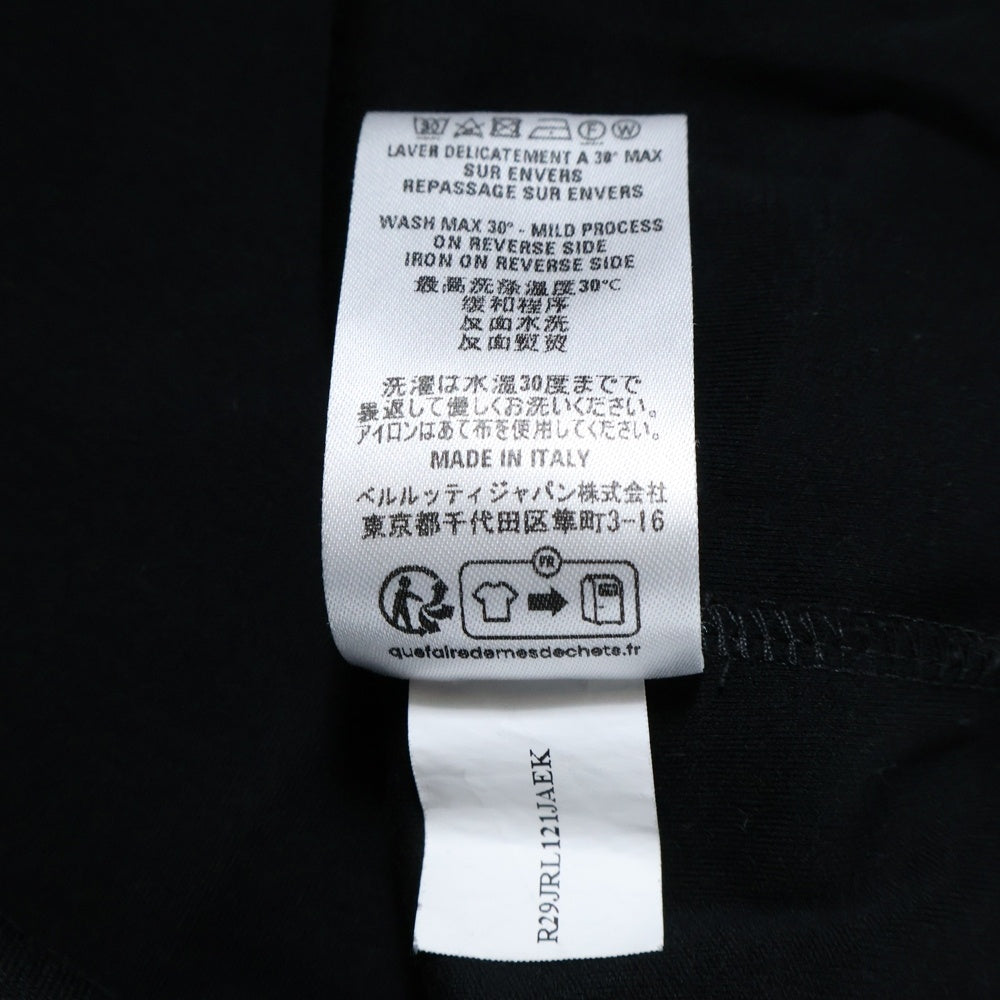 30
F W
LAVER DELICATEMENT A 30° MAX
SUR ENVERS
REPASSAGE SUR ENVERS
WASH MAX 30° - MILD PROCESS
ON REVERSE SIDE
IRON ON REVERSE SIDE
最高洗涤温度30°C
缓和程序
反面水洗
反面熨烫
洗濯は水温30度までで
裏返して優しくお洗いください。
アイロンはあて布を使用してください。
MADE IN ITALY
ベルルッティジャパン株式会社
東京都千代田区隼町3-16
FR
quefairedemesdechets.fr
R29JRL121JAEK